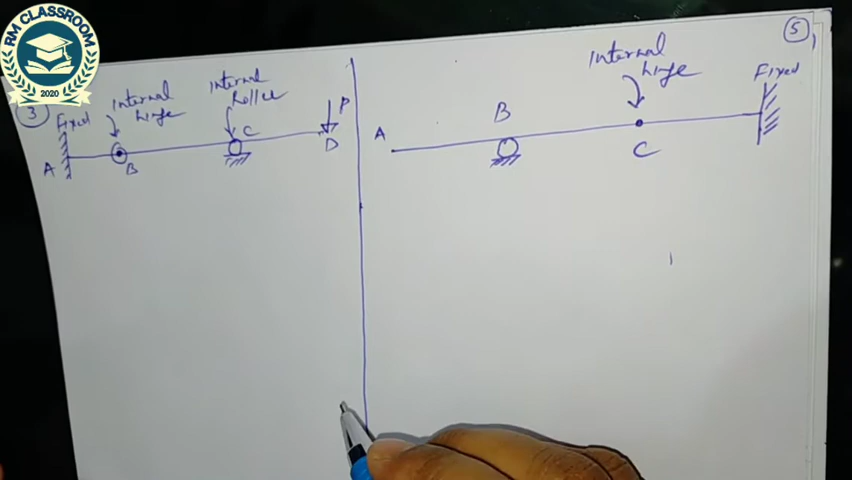 RM CLASSROOM
2020
3
Fixed
Internal
hinge
Internal
Roller
A
B
C
P
D
5
Internal
hinge
Fixed
A
B
C